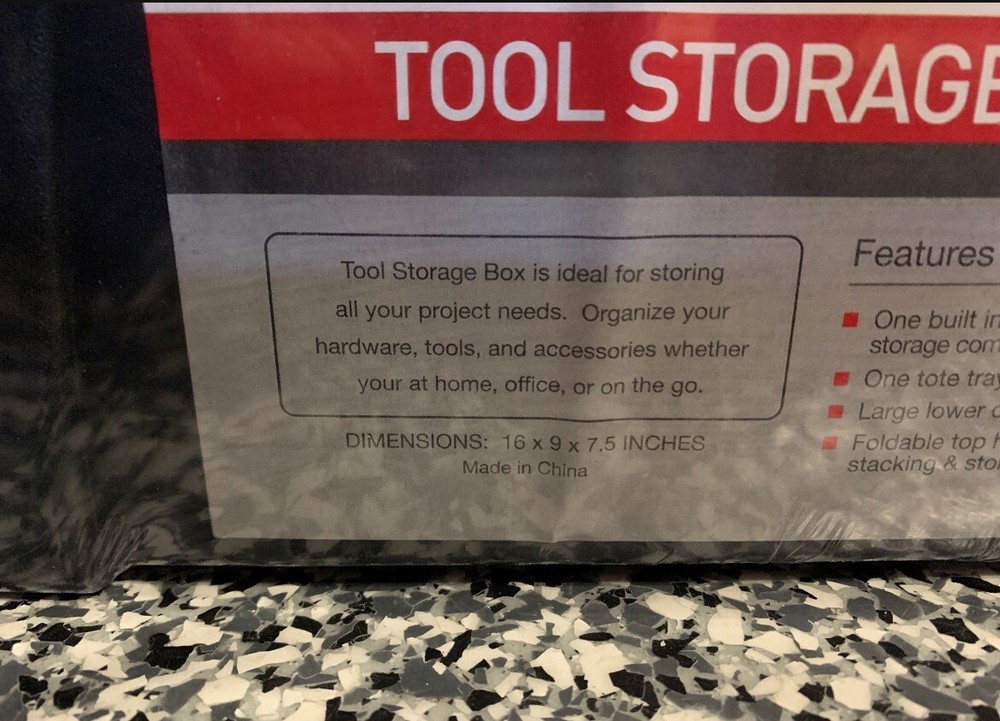 TOOL STORAGE
Tool Storage Box is ideal for storing
all your project needs. Organize your
hardware, tools, and accessories whether
your at home, office, or on the go.
DIMENSIONS: 16 x 9 x 7.5 INCHES
Made in China
Features
One built in
storage
One tote tray
Large lower
Foldable top
stacking &